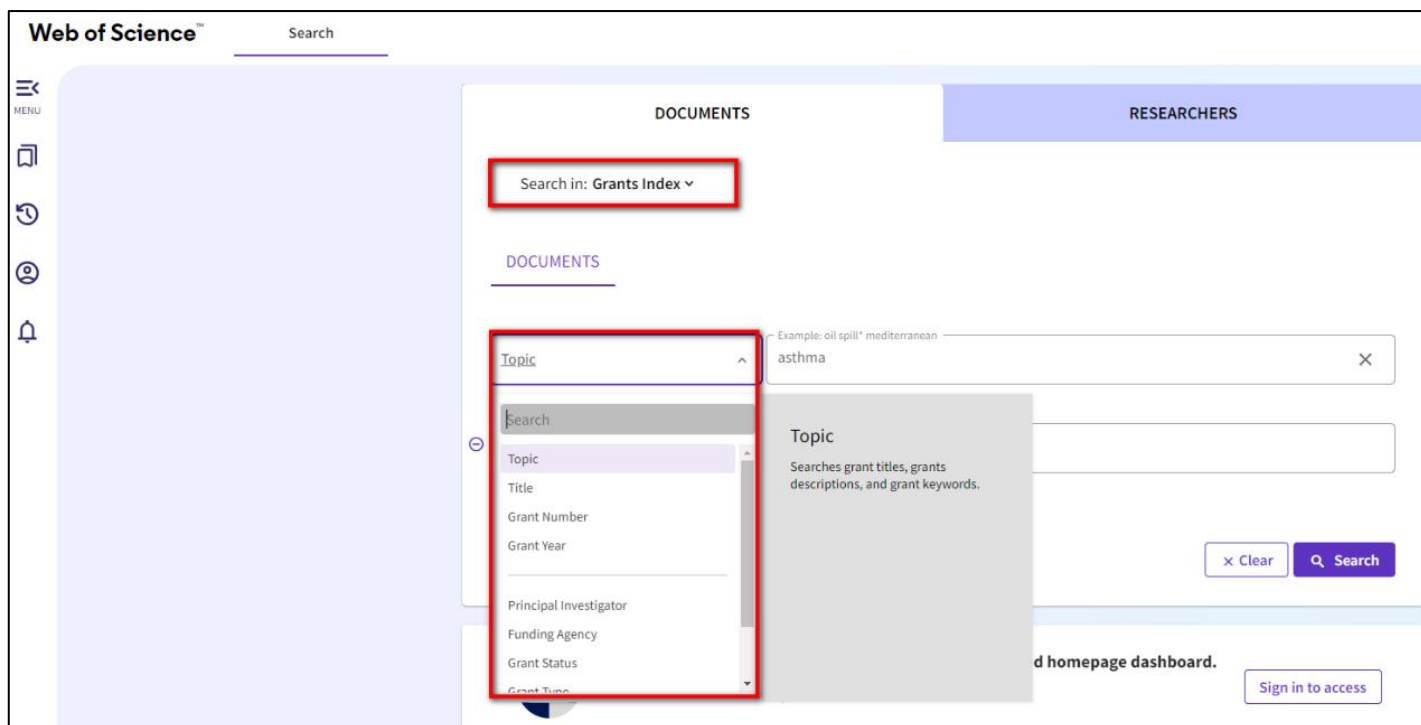 Web of Science™
Search
MENU
DOCUMENTS
RESEARCHERS
Search in: Grants Index
DOCUMENTS
Example: oil spill* mediterranean
Topic
asthma
Search
Topic
Title
Grant Number
Grant Year
Principal Investigator
Funding Agency
Grant Status
Grant Type
Topic
Searches grant titles, grants
descriptions, and grant keywords.
Clear
Search
d homepage dashboard.
Sign in to access